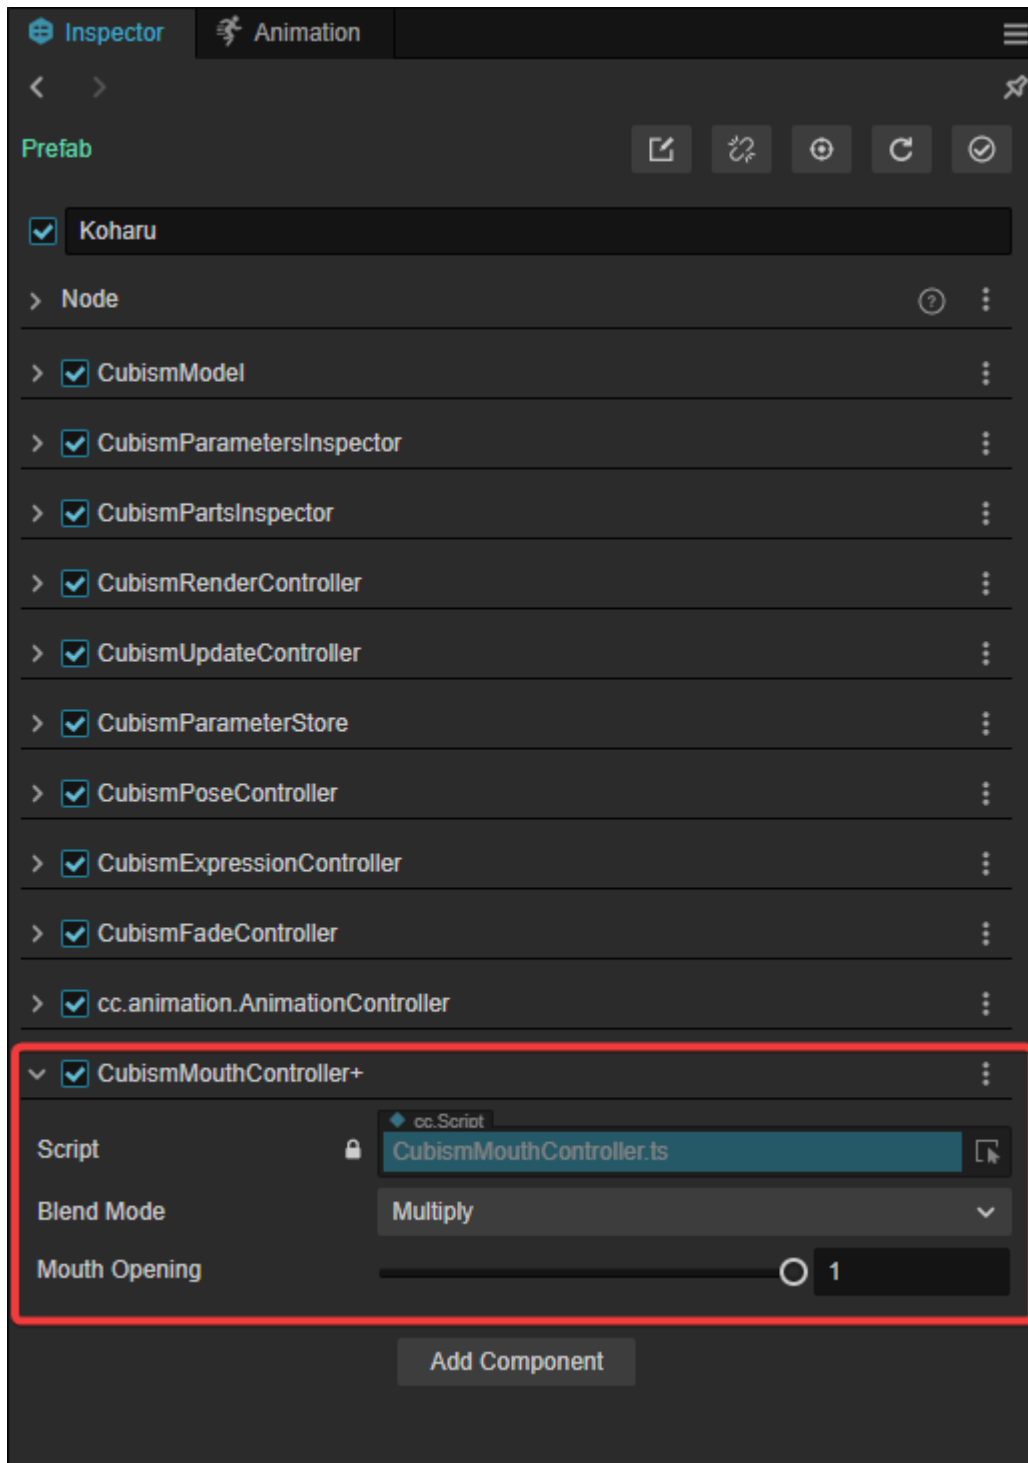 Inspector Animation
Prefab
Koharu
Node
CubismModel
CubismParametersInspector
CubismPartsInspector
CubismRenderController
CubismUpdateController
CubismParameterStore
CubismPoseController
CubismExpressionController
CubismFadeController
cc.animation.AnimationController
CubismMouthController+
cc.Script
Script CubismMouthController.ts
Blend Mode Multiply
Mouth Opening 1
Add Component